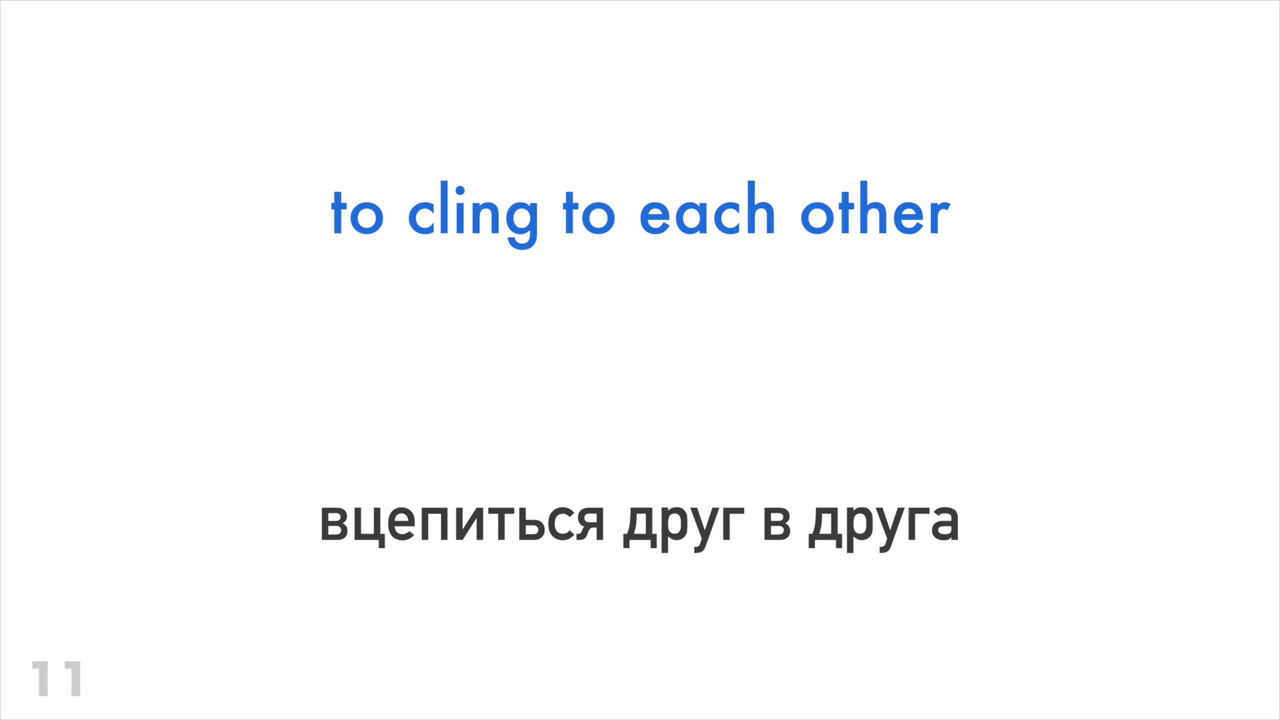 to cling to each other
вцепиться друг в друга
11